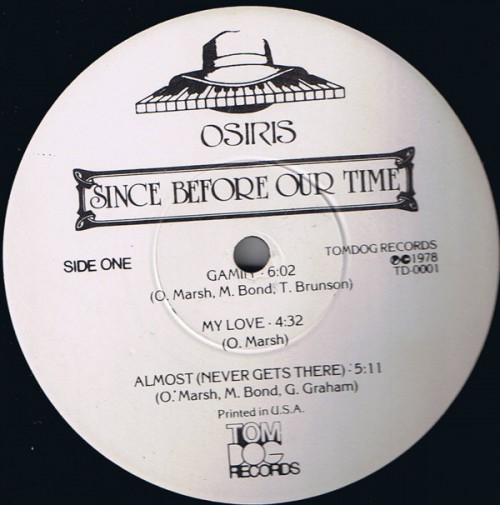 OSIRIS
SINCE BEFORE OUR TIME
SIDE ONE
TOMDOG RECORDS
℗© 1978
TD-0001
· 6:02
(O. Marsh, M. Bond, T. Brunson)
MY LOVE · 4:32
(O. Marsh)
ALMOST (NEVER GETS THERE) · 5:11
(O. Marsh, M. Bond, G. Graham)
Printed in U.S.A.
TOM
DOG
RECORDS